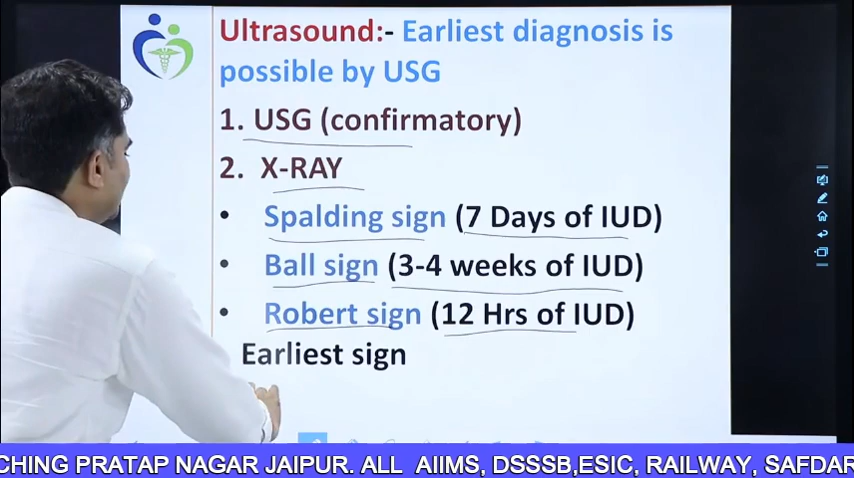 Ultrasound:- Earliest diagnosis is
possible by USG
1. USG (confirmatory)
2. X-RAY
• Spalding sign (7 Days of IUD)
• Ball sign (3-4 weeks of IUD)
• Robert sign (12 Hrs of IUD)
Earliest sign
CHING PRATAP NAGAR JAIPUR. ALL AIIMS, DSSSB,ESIC, RAILWAY, SAFDAR